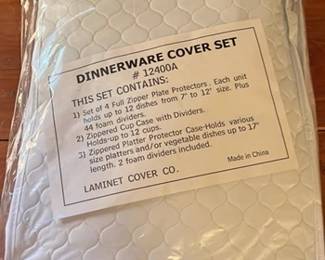 DINNERWARE COVER SET
# 12400A
THIS SET CONTAINS:
1) Set of 4 Full Zipper Plate Protectors. Each unit
holds up to 12 dishes from 7' to 12' size. Plus
44 foam dividers.
2) Zippered Cup Case with Dividers.
Holds-up to 12 cups.
3) Zippered Platter Protector Case-Holds various
size platters and/or vegetable dishes up to 17'
length. 2 foam dividers included.
Made in China
LAMINET COVER CO.